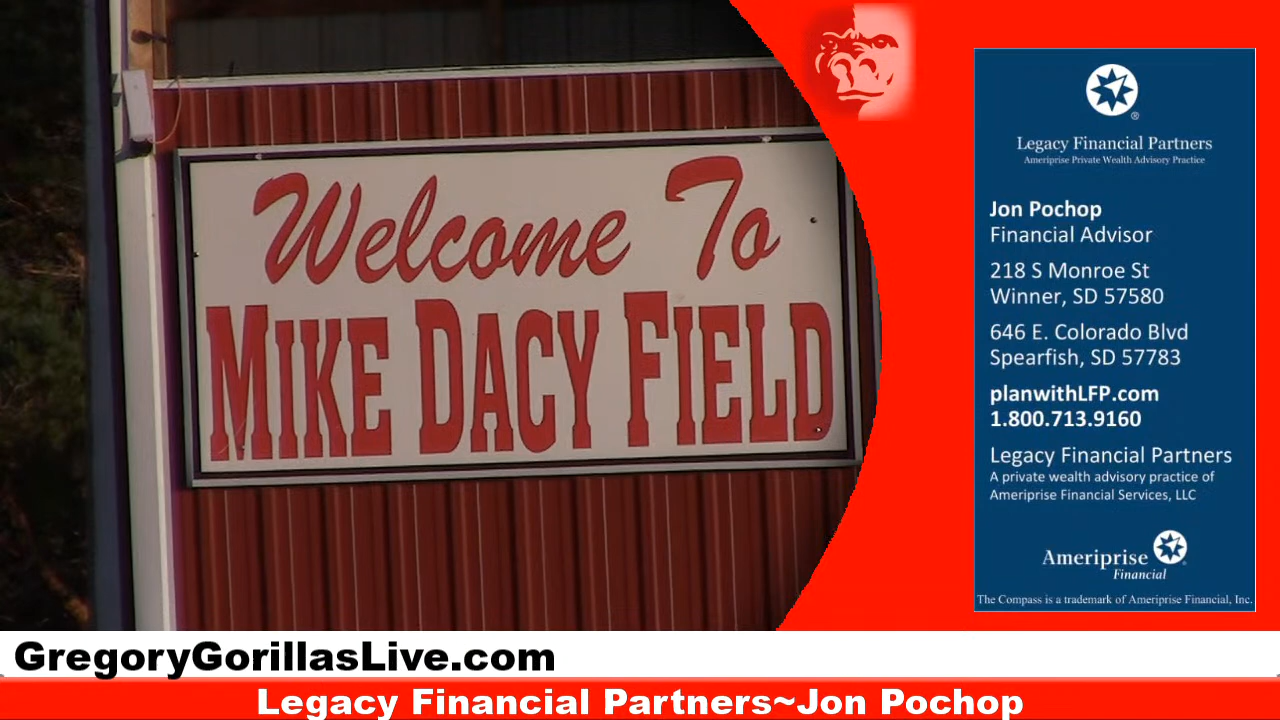 Welcome To
MIKE DACY FIELD
®
Legacy Financial Partners
Ameriprise Private Wealth Advisory Practice
Jon Pochop
Financial Advisor
218 S Monroe St
Winner, SD 57580
646 E. Colorado Blvd
Spearfish, SD 57783
planwithLFP.com
1.800.713.9160
Legacy Financial Partners
A private wealth advisory practice of
Ameriprise Financial Services, LLC
Ameriprise
Financial
The Compass is a trademark of Ameriprise Financial, Inc.
GregoryGorillasLive.com
Legacy Financial Partners~Jon Pochop